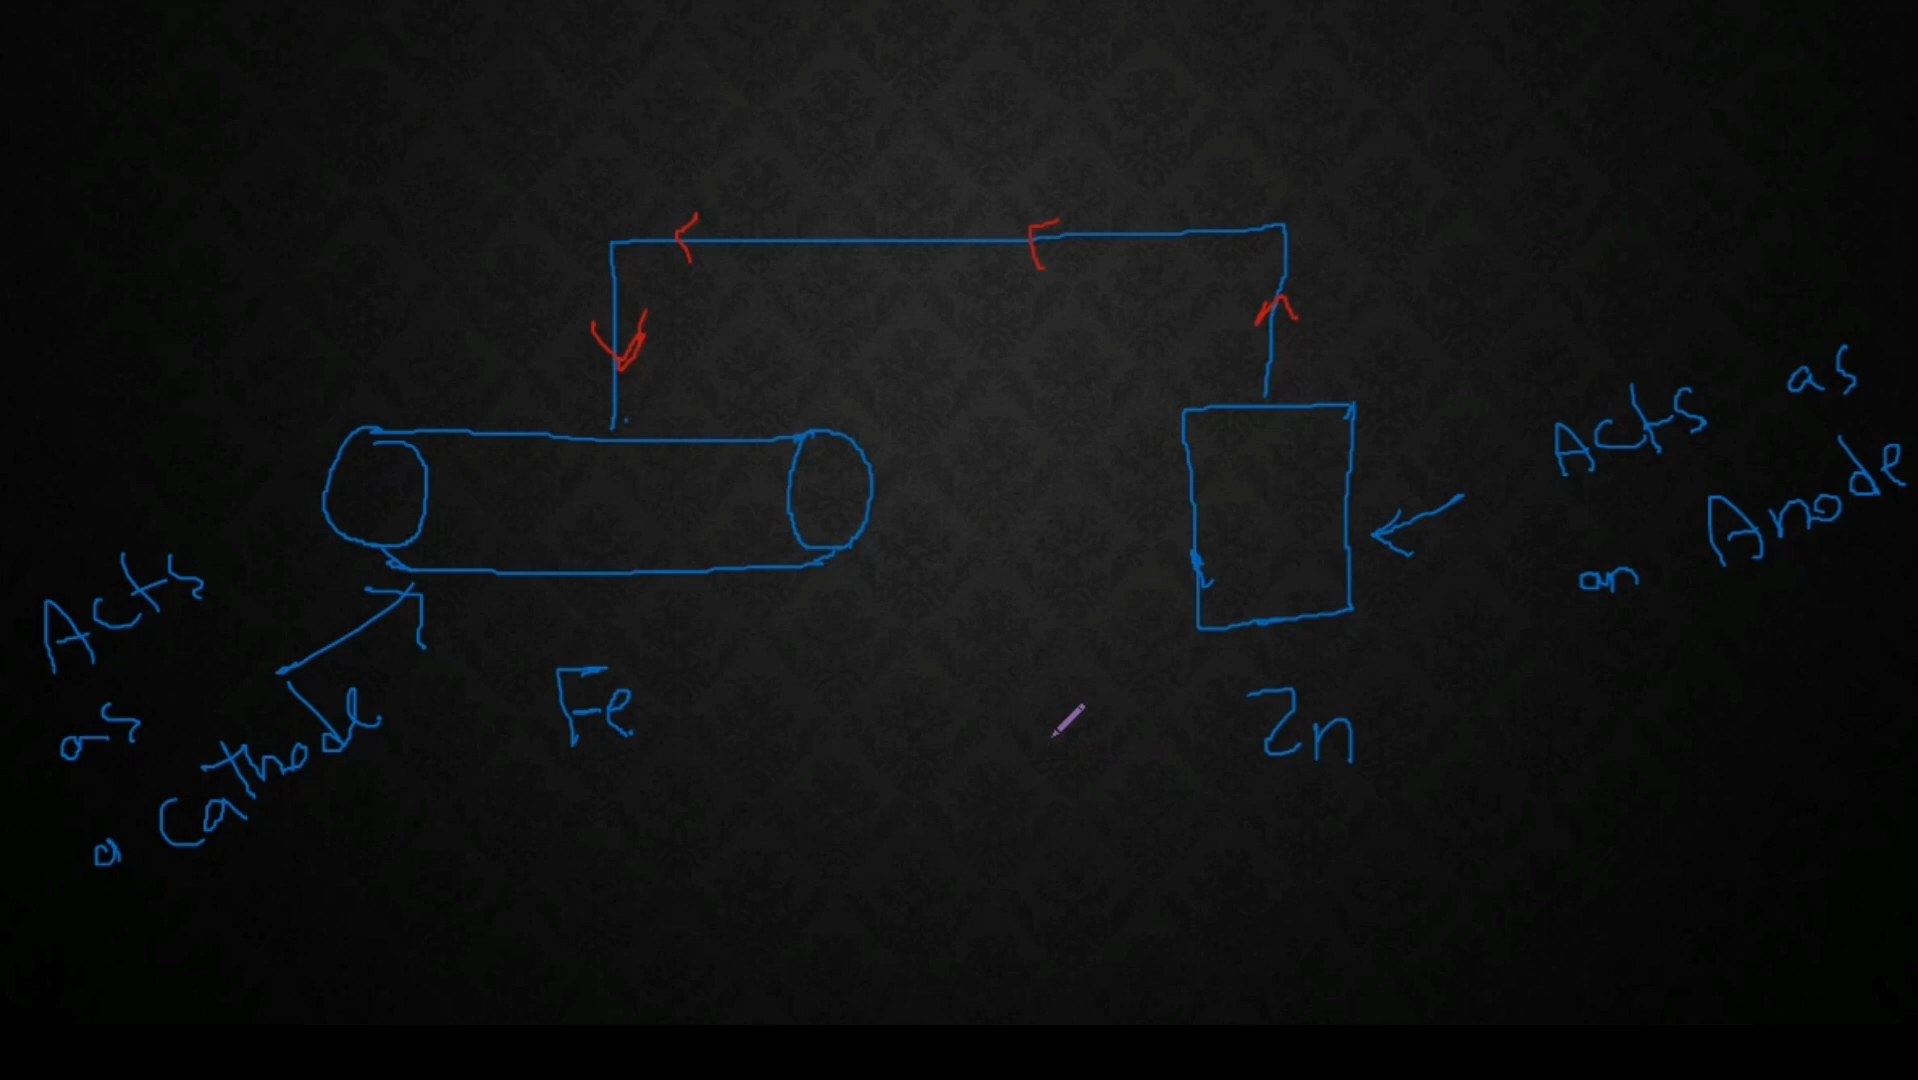 Acts as
an Anode
Acts
as
a Cathode
Fe
Zn